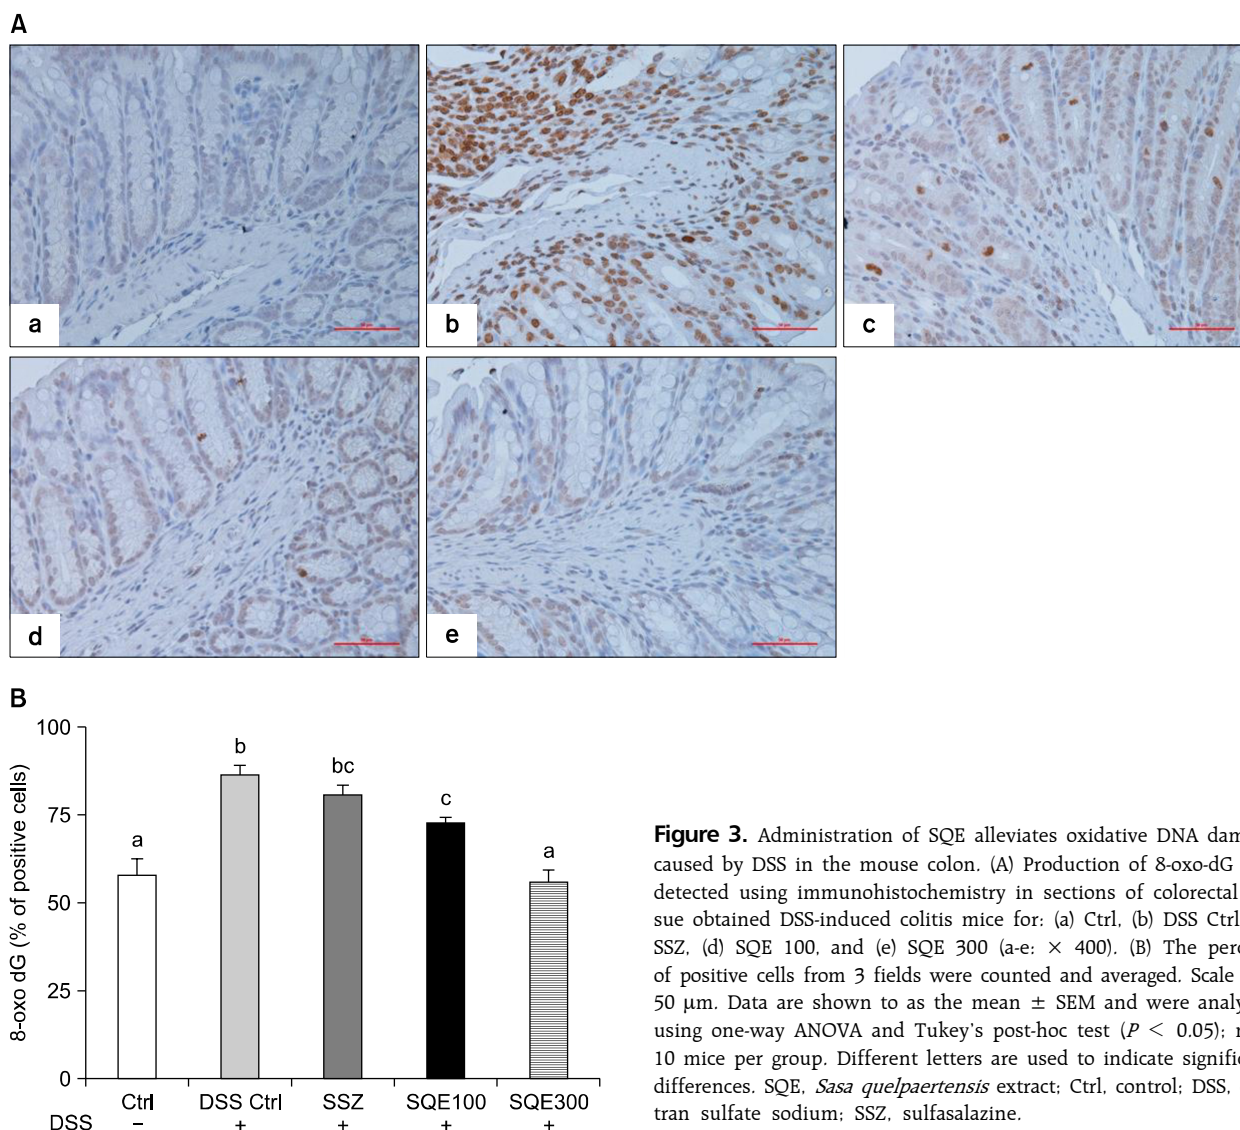 A
a
b
c
d
e
B
8-oxo dG (% of positive cells)
100
75
50
25
0
a
b
bc
c
a
Ctrl DSS Ctrl SSZ SQE100 SQE300
DSS – + + + +
Figure 3. Administration of SQE alleviates oxidative DNA dam
caused by DSS in the mouse colon. (A) Production of 8-oxo-dG
detected using immunohistochemistry in sections of colorectal
sue obtained DSS-induced colitis mice for: (a) Ctrl, (b) DSS Ctrl
SSZ, (d) SQE 100, and (e) SQE 300 (a-e: × 400). (B) The perc
of positive cells from 3 fields were counted and averaged. Scale
50 μm. Data are shown to as the mean ± SEM and were analy
using one-way ANOVA and Tukey's post-hoc test (P < 0.05);
10 mice per group. Different letters are used to indicate signific
differences. SQE, Sasa quelpaertensis extract; Ctrl, control; DSS,
tran sulfate sodium; SSZ, sulfasalazine.